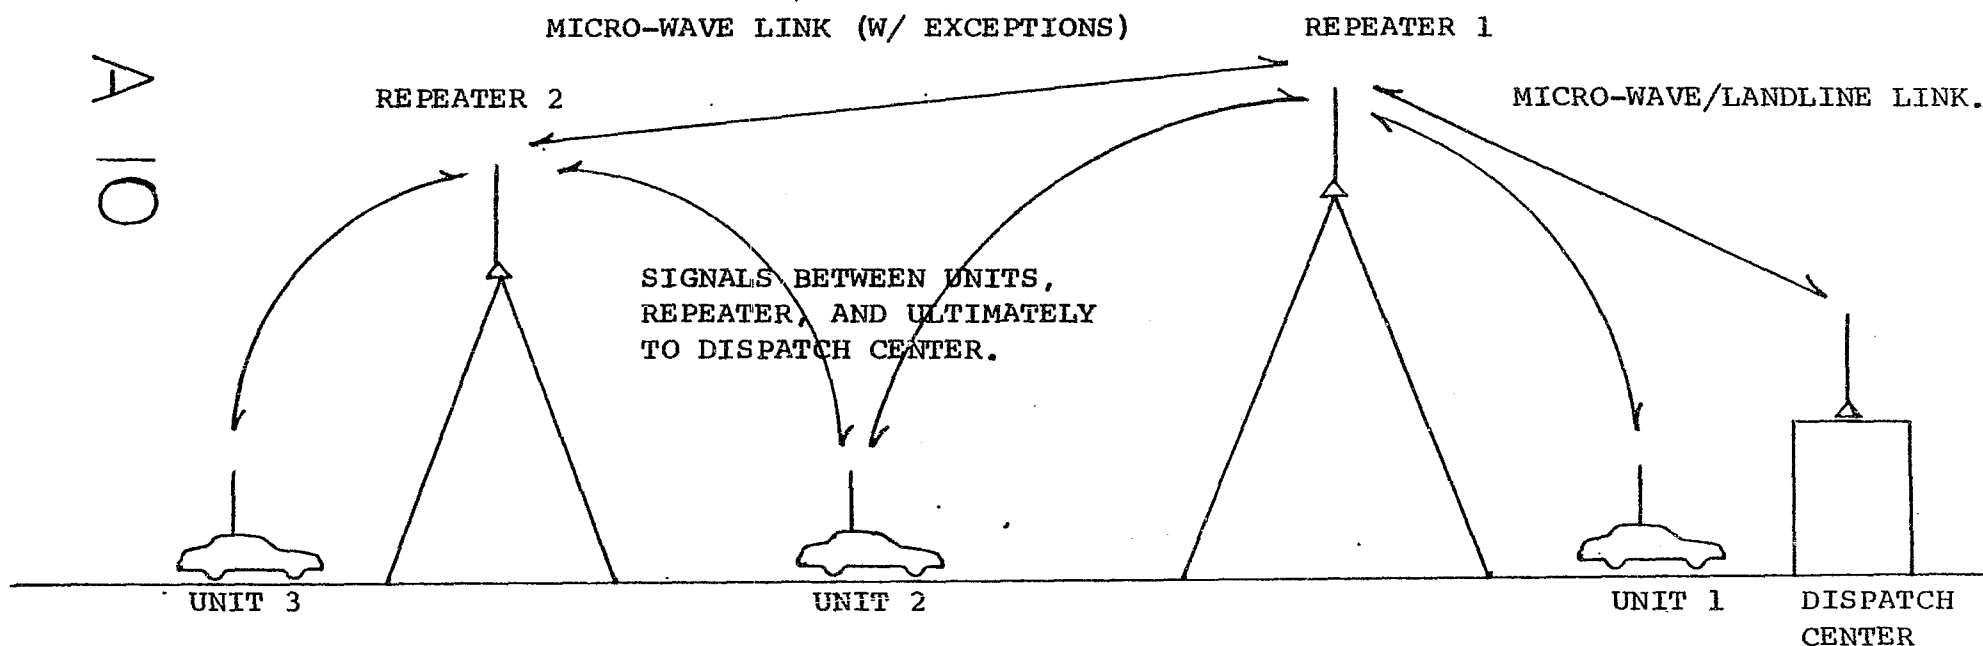 MICRO-WAVE LINK (W/ EXCEPTIONS)
REPEATER 1
A
REPEATER 2
MICRO-WAVE/LANDLINE LINK.
O
SIGNALS BETWEEN UNITS,
REPEATER, AND ULTIMATELY
TO DISPATCH CENTER.
UNIT 3
UNIT 2
UNIT 1
DISPATCH
CENTER